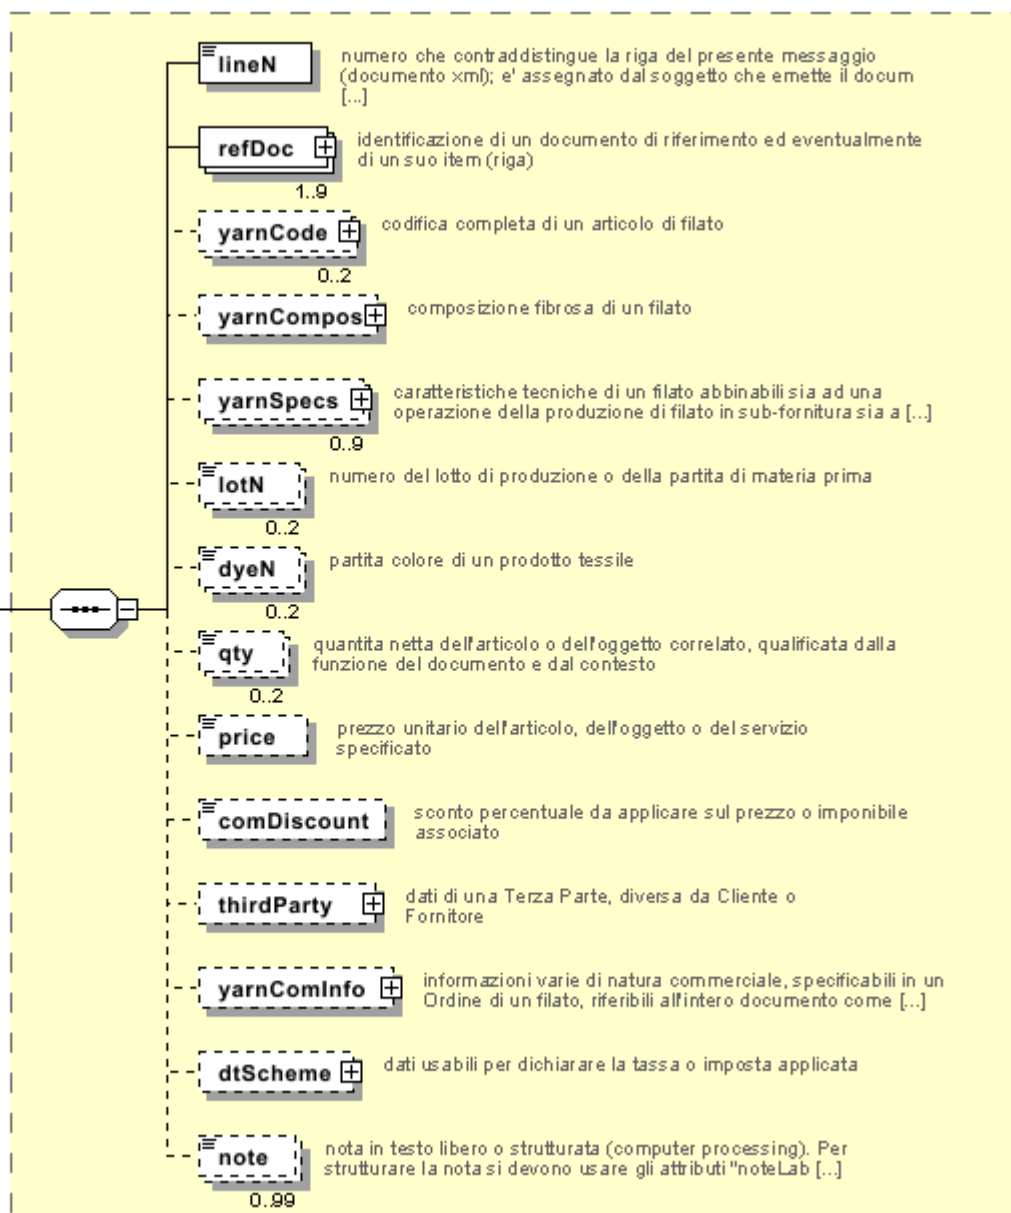 lineN
numero che contraddistingue la riga del presente messaggio
(documento xml); e' assegnato dal soggetto che emette il docum
[...]
refDoc
1..9
identificazione di un documento di riferimento ed eventualmente
di un suo item (riga)
yarnCode
0..2
codifica completa di un articolo di filato
yarnCompos
composizione fibrosa di un filato
yarnSpecs
0..9
caratteristiche tecniche di un filato abbinabili sia ad una
operazione della produzione di filato in sub-fornitura sia a [...]
lotN
0..2
numero del lotto di produzione o della partita di materia prima
dyeN
0..2
partita colore di un prodotto tessile
qty
0..2
quantita netta dell'articolo o dell'oggetto correlato, qualificata dalla
funzione del documento e dal contesto
price
prezzo unitario dell'articolo, dell'oggetto o del servizio
specificato
comDiscount
sconto percentuale da applicare sul prezzo o imponibile
associato
thirdParty
dati di una Terza Parte, diversa da Cliente o
Fornitore
yarnComInfo
informazioni varie di natura commerciale, specificabili in un
Ordine di un filato, riferibili all'intero documento come [...]
dtScheme
dati usabili per dichiarare la tassa o imposta applicata
note
0..99
nota in testo libero o strutturata (computer processing). Per
strutturare la nota si devono usare gli attributi "noteLab [...]